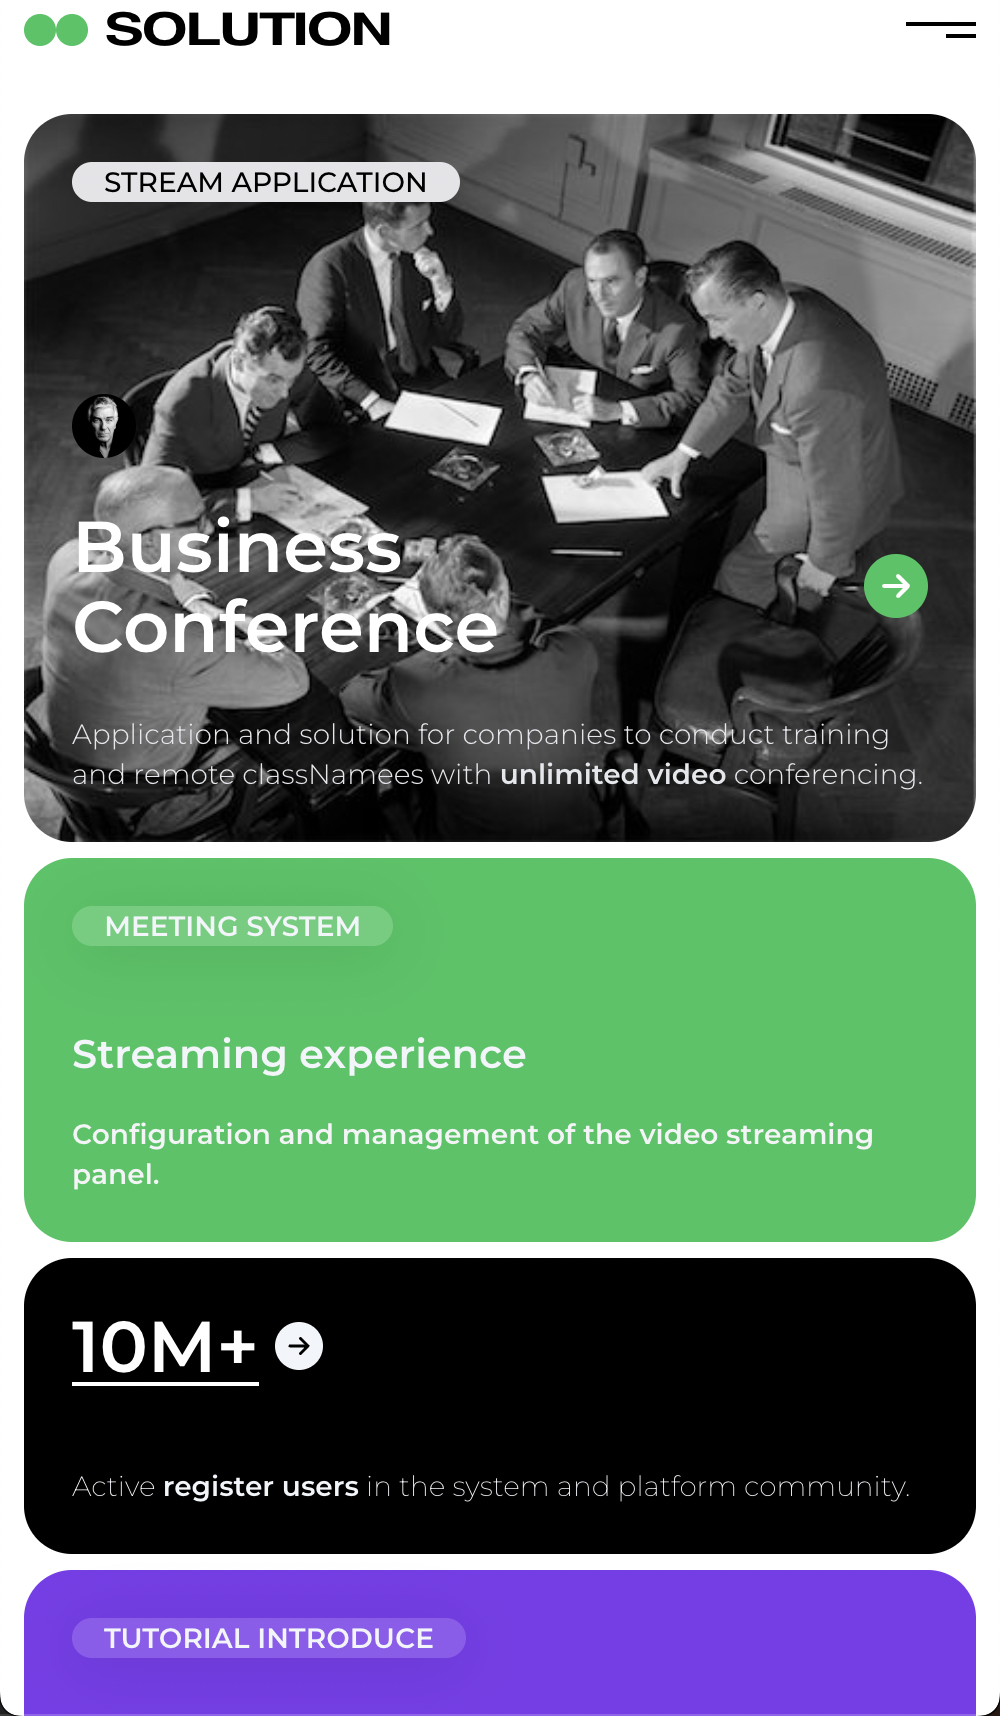 SOLUTION
STREAM APPLICATION
Business
Conference
Application and solution for companies to conduct training
and remote classNamees with unlimited video conferencing.
MEETING SYSTEM
Streaming experience
Configuration and management of the video streaming
panel.
10M+
Active register users in the system and platform community.
TUTORIAL INTRODUCE